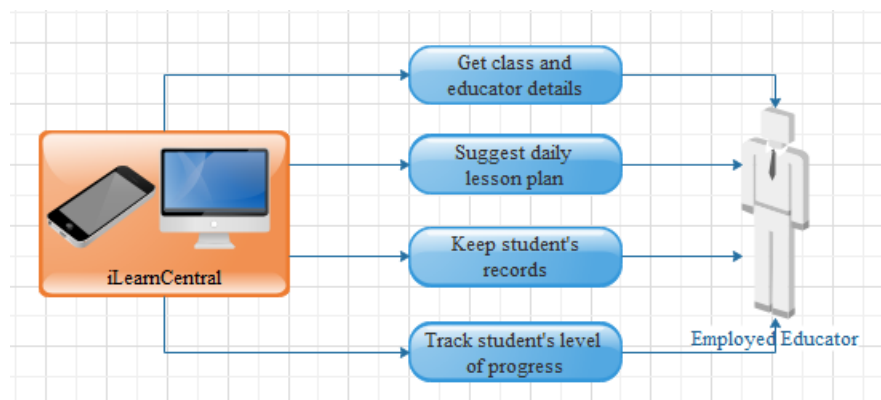 Get class and
educator details
Suggest daily
lesson plan
iLearnCentral
Keep student's
records
Track student's level
of progress
Employed Educator